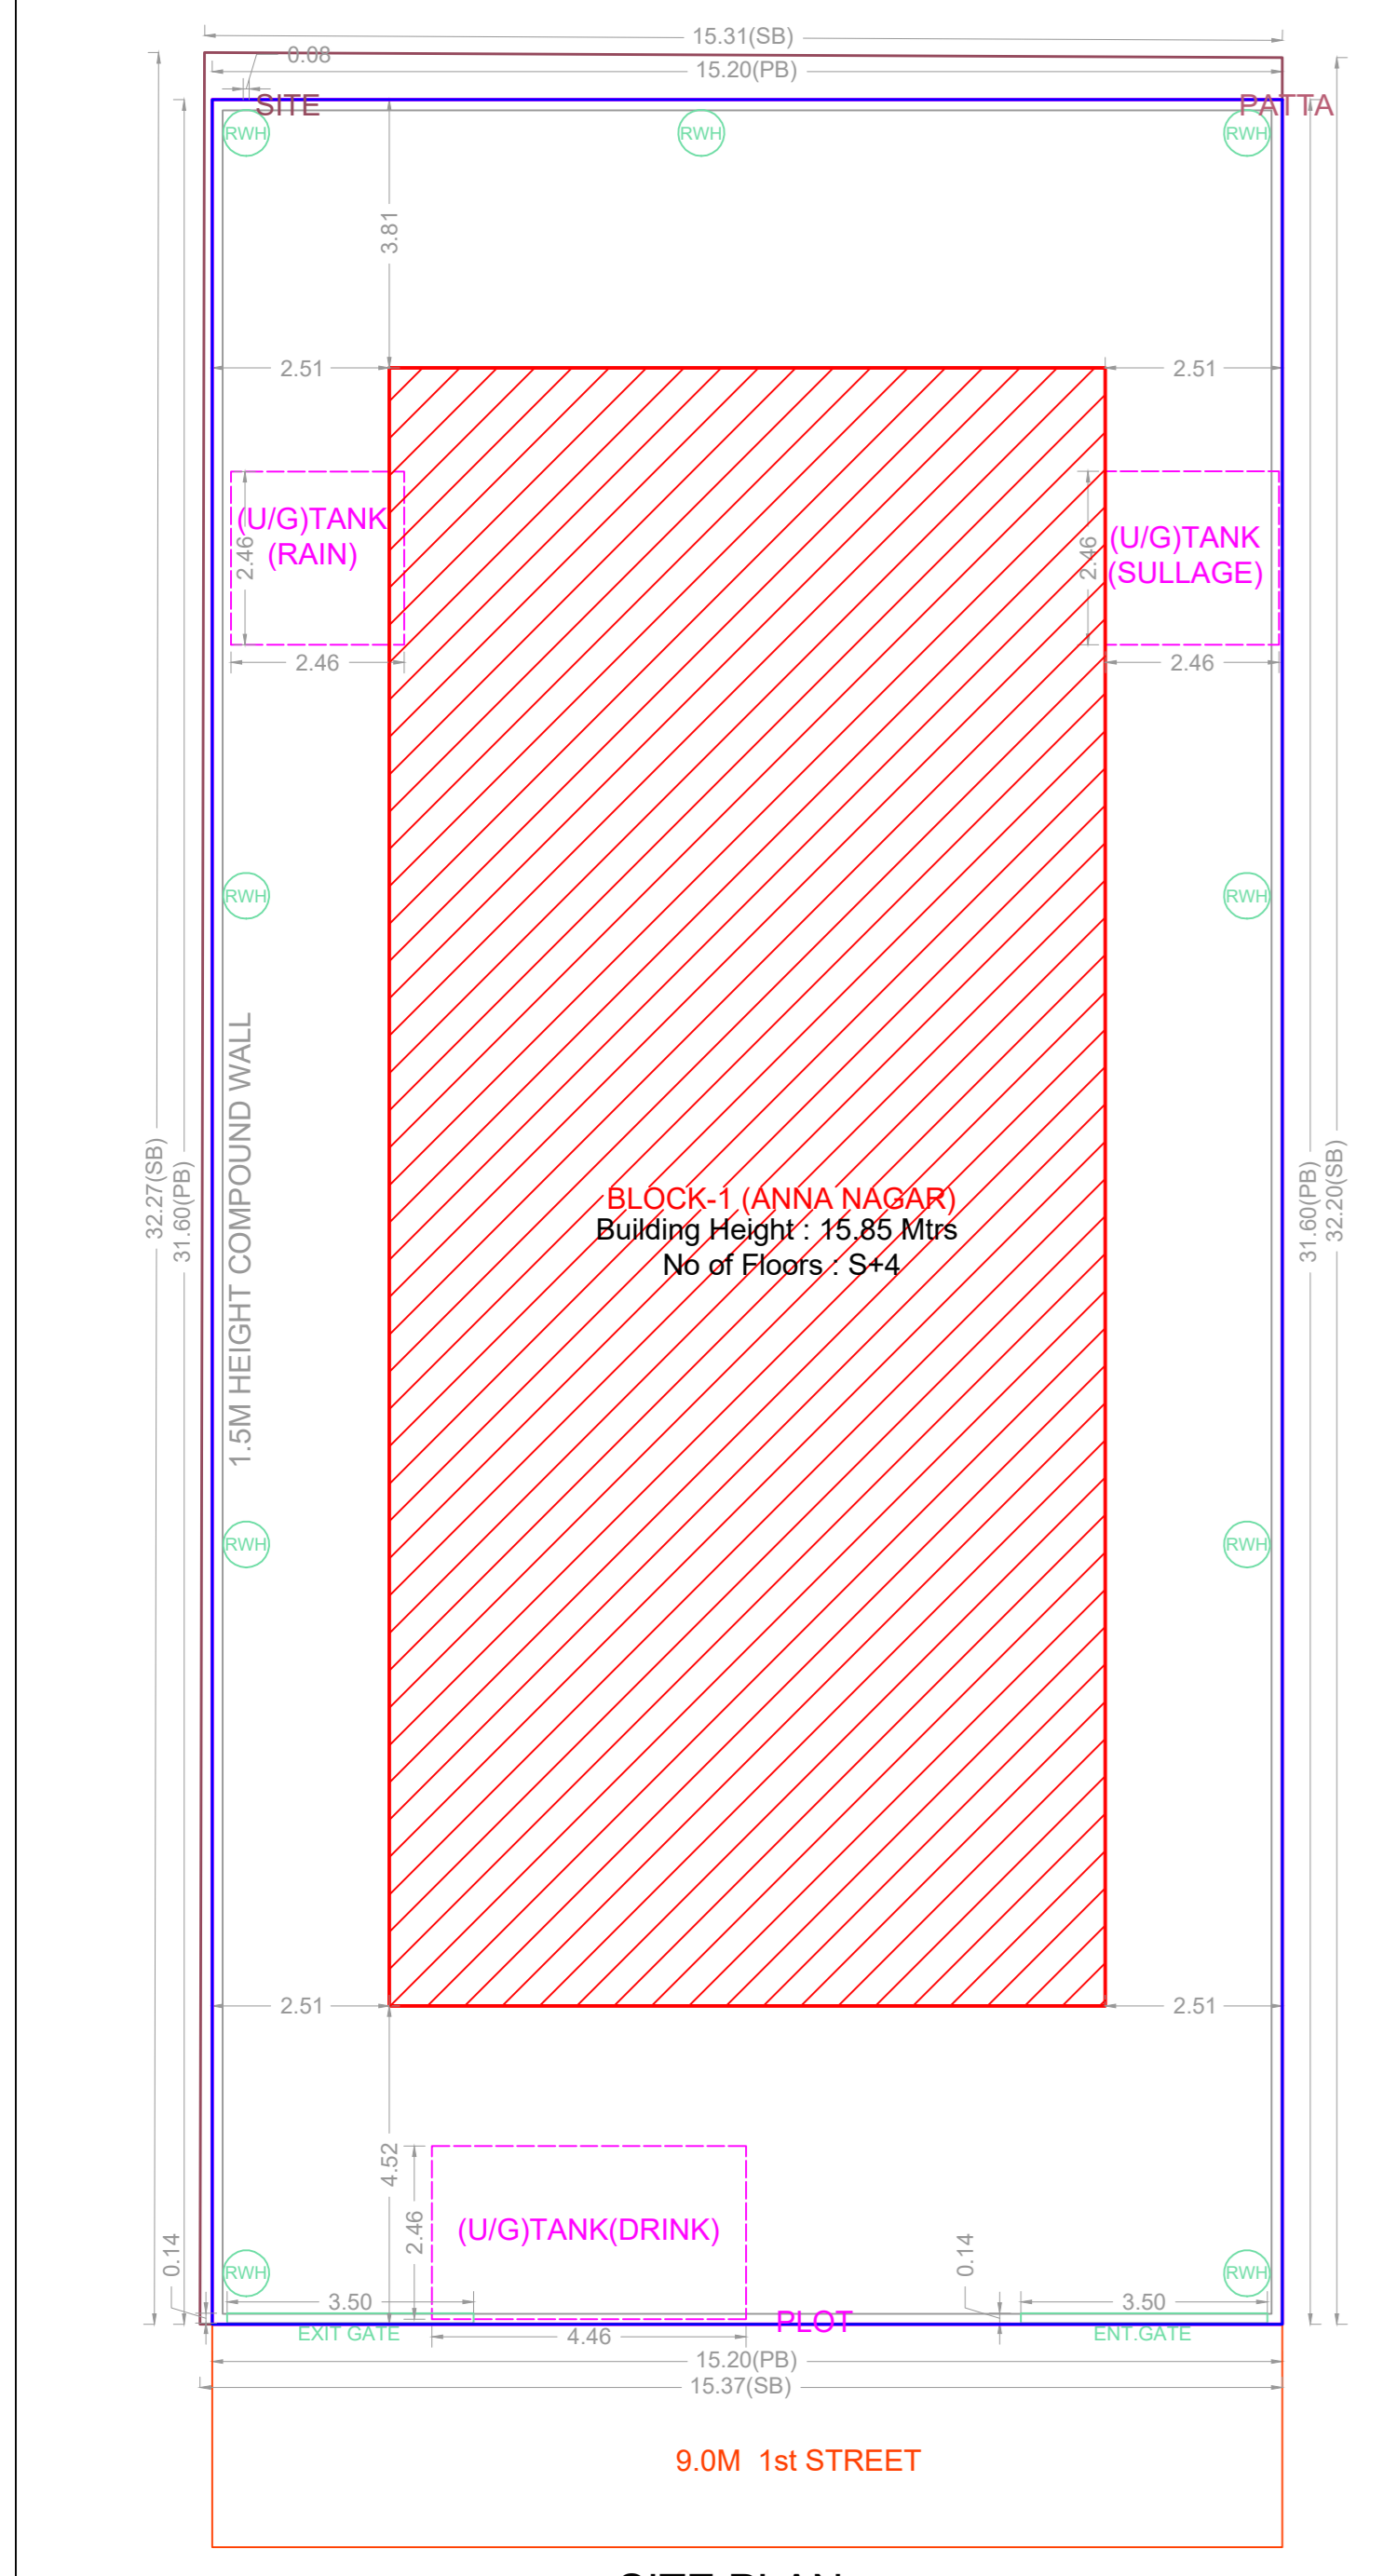 15.31(SB)
0.08
15.20(PB)
SITE
PATTA
RWH
RWH
RWH
3.81
2.51
2.51
(U/G)TANK
(RAIN)
2.46
2.46
(U/G)TANK
(SULLAGE)
2.46
2.46
RWH
RWH
1.5M HEIGHT COMPOUND WALL
32.27(SB)
31.60(PB)
31.60(PB)
32.20(SB)
BLOCK-1 (ANNA NAGAR)
Building Height : 15.85 Mtrs
No of Floors : S+4
RWH
RWH
2.51
2.51
4.52
2.46
(U/G)TANK(DRINK)
0.14
0.14
RWH
RWH
3.50
3.50
PLOT
EXIT GATE
4.46
ENT.GATE
15.20(PB)
15.37(SB)
9.0M 1st STREET
SITE PLAN